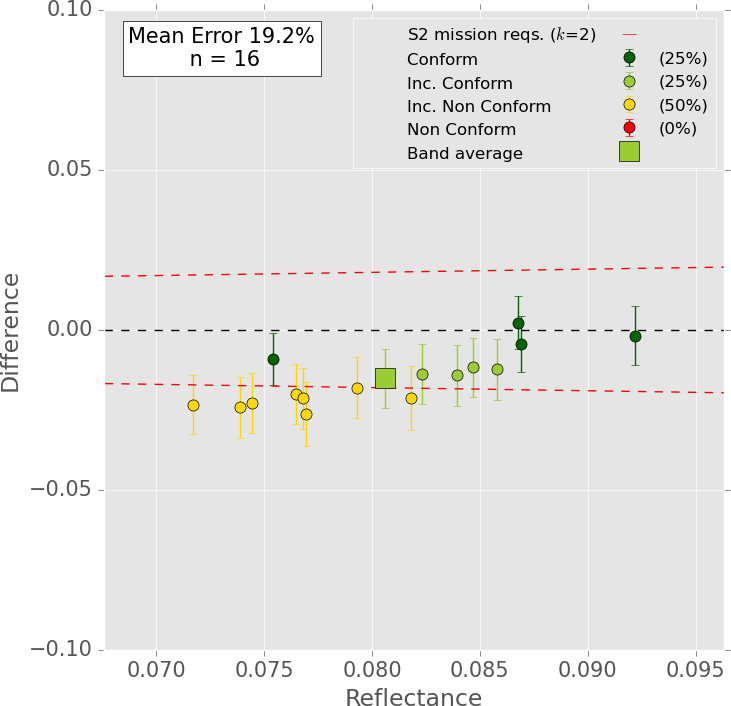 Mean Error 19.2%
n = 16
S2 mission reqs. (k=2)
Conform (25%)
Inc. Conform (25%)
Inc. Non Conform (50%)
Non Conform (0%)
Band average
0.10
0.05
0.00
−0.05
−0.10
Difference
0.070 0.075 0.080 0.085 0.090 0.095
Reflectance